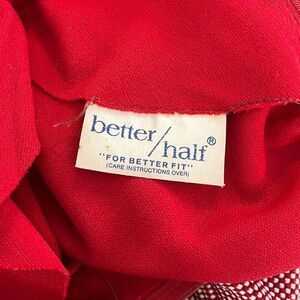 better/half®
"FOR BETTER FIT"
(CARE INSTRUCTIONS OVER)